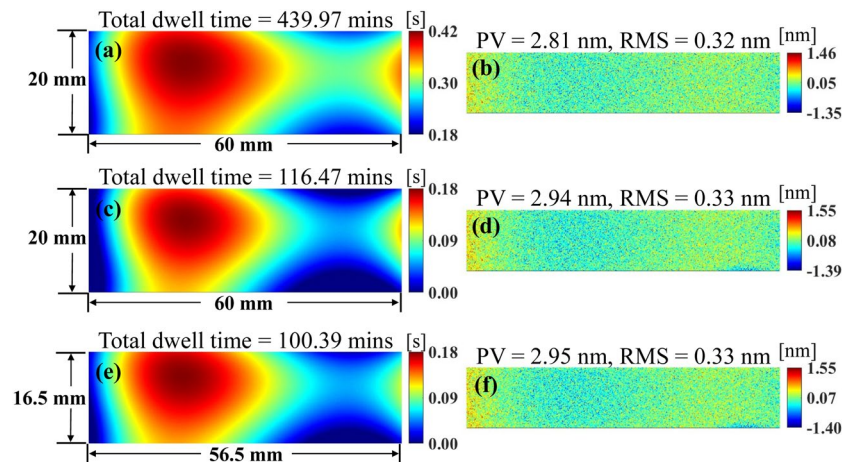 Total dwell time = 439.97 mins [s]
(a)
20 mm
60 mm
0.42
0.30
0.18
PV = 2.81 nm, RMS = 0.32 nm [nm]
(b)
1.46
0.05
-1.35
Total dwell time = 116.47 mins [s]
(c)
20 mm
60 mm
0.18
0.09
0.00
PV = 2.94 nm, RMS = 0.33 nm [nm]
(d)
1.55
0.08
-1.39
Total dwell time = 100.39 mins [s]
(e)
16.5 mm
56.5 mm
0.18
0.09
0.00
PV = 2.95 nm, RMS = 0.33 nm [nm]
(f)
1.55
0.07
-1.40